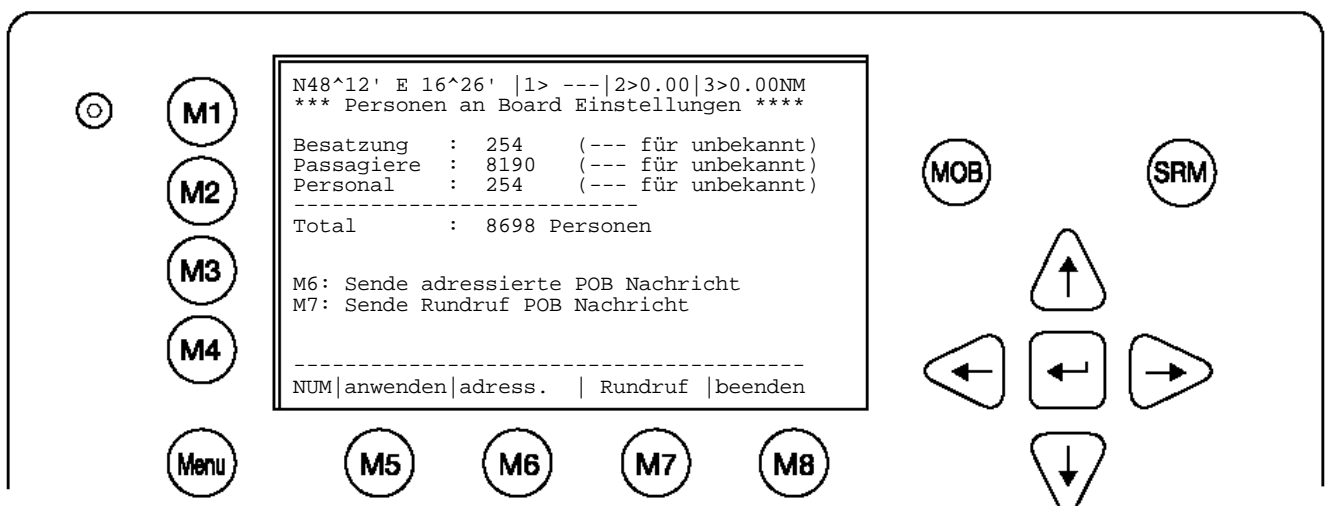 N48^12' E 16^26' |1> ---|2>0.00|3>0.00NM
*** Personen an Board Einstellungen ****
Besatzung : 254 (--- für unbekannt)
Passagiere : 8190 (--- für unbekannt)
Personal : 254 (--- für unbekannt)
---------------------------
Total : 8698 Personen
M6: Sende adressierte POB Nachricht
M7: Sende Rundruf POB Nachricht
----------------------------------------
NUM|anwenden|adress. | Rundruf |beenden
M1
M2
M3
M4
Menu
M5
M6
M7
M8
MOB
SRM